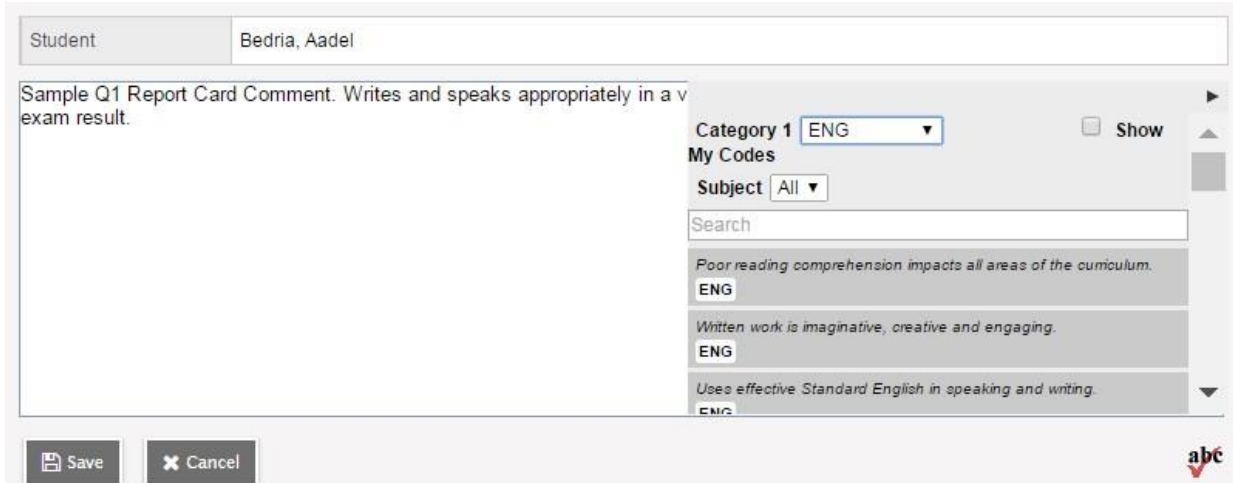 Student Bedria, Aadel
Sample Q1 Report Card Comment. Writes and speaks appropriately in a v
exam result.
Category 1 ENG Show
My Codes
Subject All
Search
Poor reading comprehension impacts all areas of the curriculum.
ENG
Written work is imaginative, creative and engaging.
ENG
Uses effective Standard English in speaking and writing.
ENG
Save Cancel abc